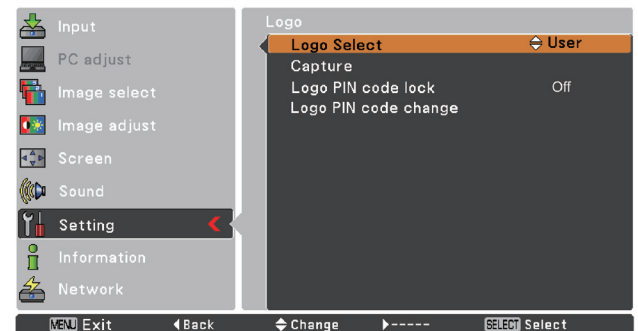 Input
PC adjust
Image select
Image adjust
Screen
Sound
Setting
Information
Network
Logo
Logo Select User
Capture
Logo PIN code lock Off
Logo PIN code change
MENU Exit Back Change ----- SELECT Select